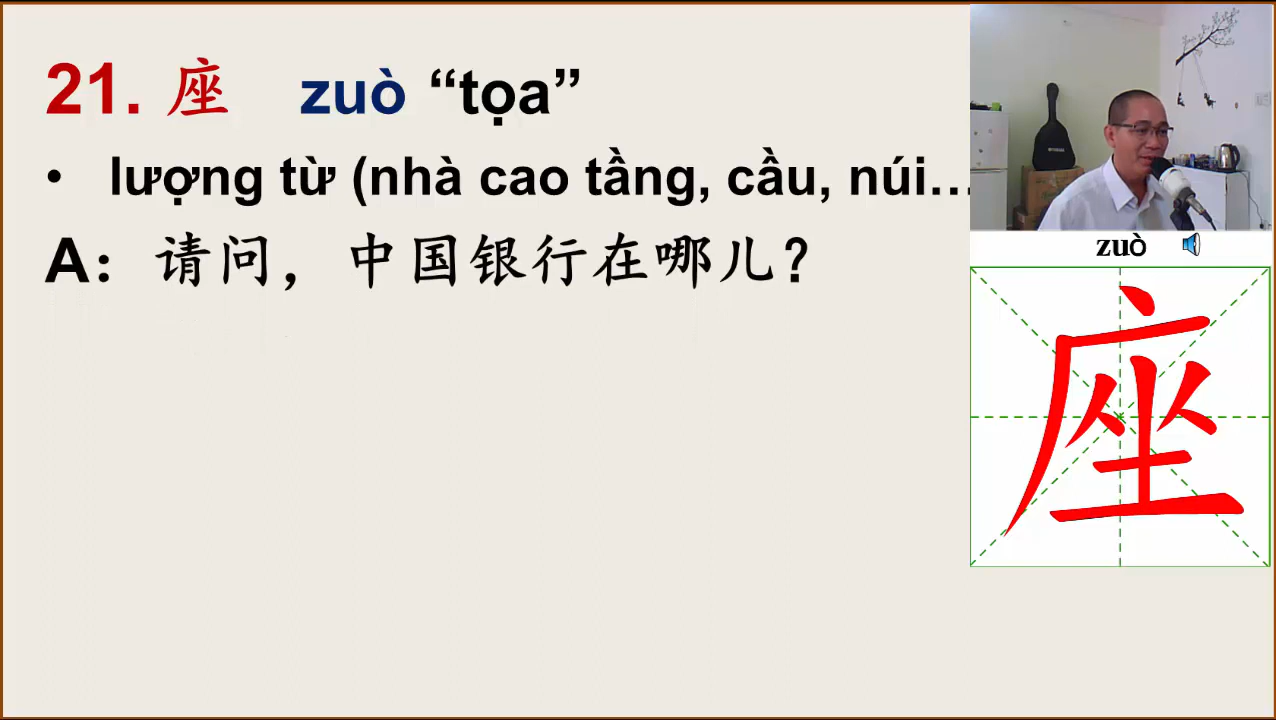 21. 座 zuò “tọa”
• lượng từ (nhà cao tầng, cầu, núi…
A：请问，中国银行在哪儿？
zuò
座